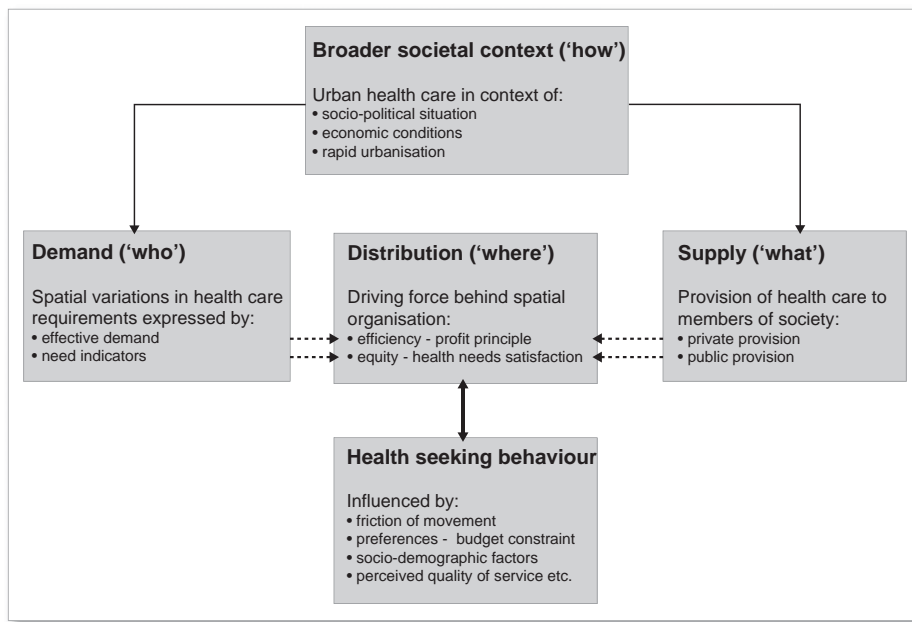 Broader societal context (‘how’)
Urban health care in context of:
• socio-political situation
• economic conditions
• rapid urbanisation
Demand (‘who’)
Spatial variations in health care
requirements expressed by:
• effective demand
• need indicators
Distribution (‘where’)
Driving force behind spatial
organisation:
• efficiency - profit principle
• equity - health needs satisfaction
Supply (‘what’)
Provision of health care to
members of society:
• private provision
• public provision
Health seeking behaviour
Influenced by:
• friction of movement
• preferences - budget constraint
• socio-demographic factors
• perceived quality of service etc.